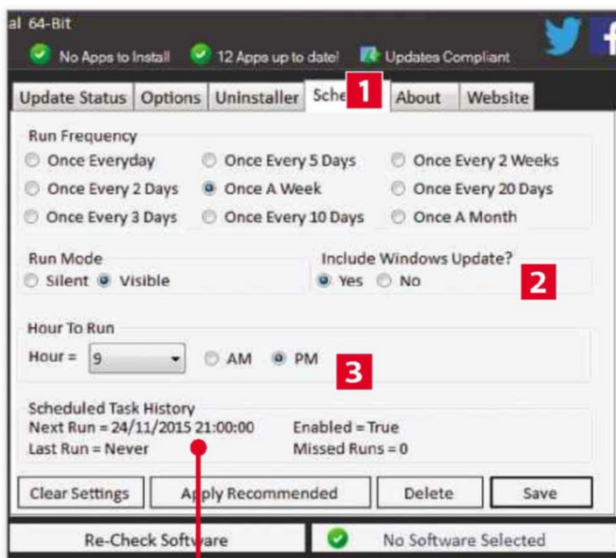 al 64-Bit
No Apps to Install 12 Apps up to date! Updates Compliant
Update Status Options Uninstaller Sche 1 About Website
Run Frequency
Once Everyday Once Every 5 Days Once Every 2 Weeks
Once Every 2 Days Once A Week Once Every 20 Days
Once Every 3 Days Once Every 10 Days Once A Month
Run Mode Include Windows Update?
Silent Visible Yes No 2
Hour To Run
Hour = 9 AM PM 3
Scheduled Task History
Next Run = 24/11/2015 21:00:00 Enabled = True
Last Run = Never Missed Runs = 0
Clear Settings Apply Recommended Delete Save
Re-Check Software No Software Selected